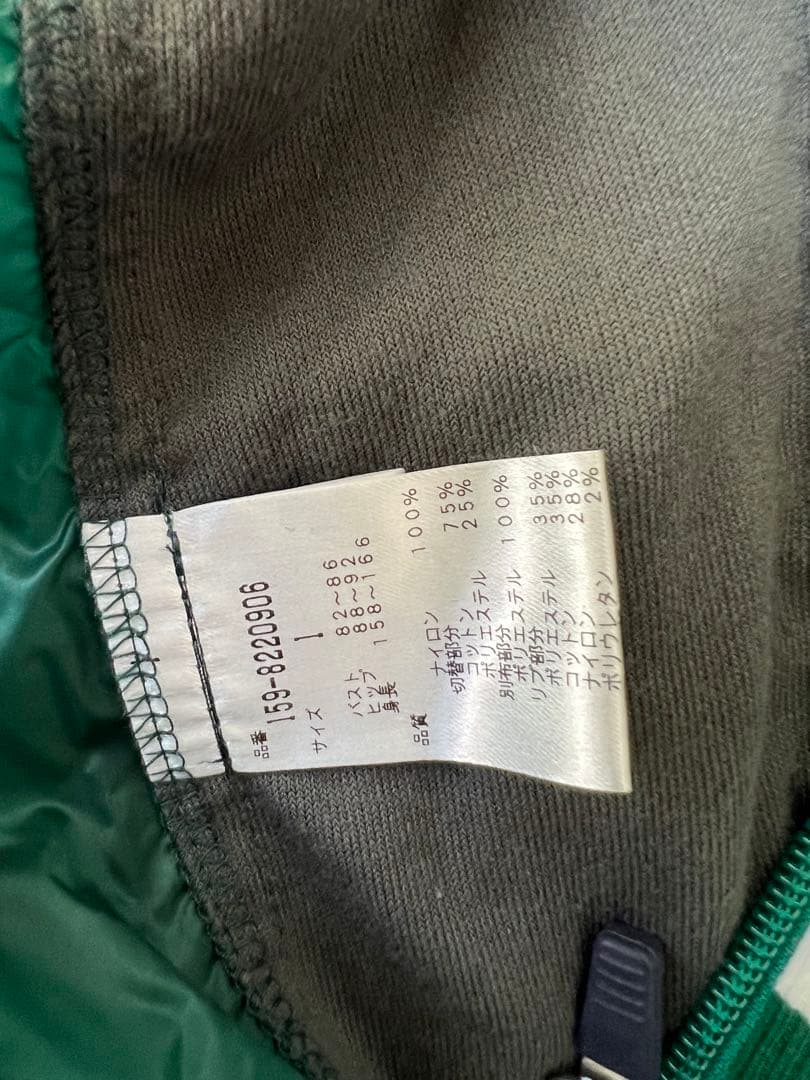 品番 159-8220906
サイズ 1
バスト 82～86
ヒップ 88～92
身長 158～166
品質
ナイロン 100%
切替部分
コットン 75%
ポリエステル 25%
別布部分
ポリエステル 100%
リブ部分
ポリエステル 35%
コットン 35%
ナイロン 28%
ポリウレタン 2%